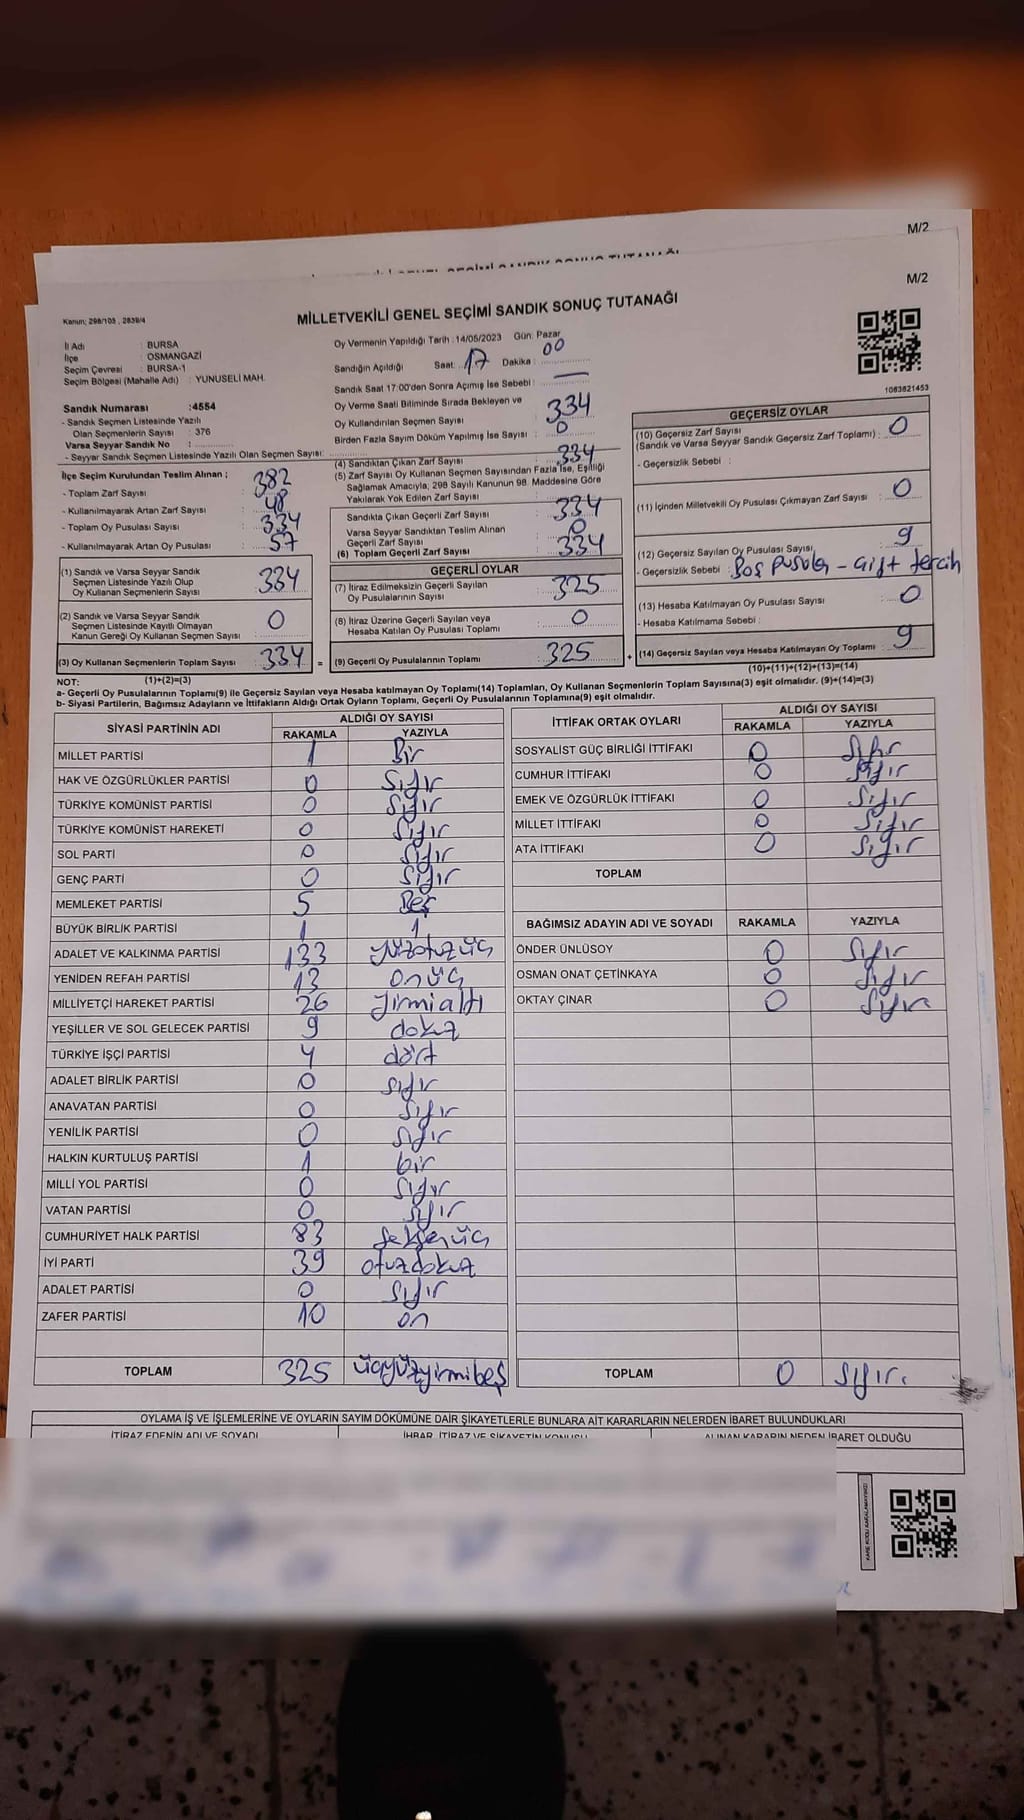 M/2
M/2
Kanun; 298/105 , 2839/4
MİLLETVEKİLİ GENEL SEÇİMİ SANDIK SONUÇ TUTANAĞI
İl Adı : BURSA
İlçe : OSMANGAZİ
Seçim Çevresi : BURSA-1
Seçim Bölgesi (Mahalle Adı) : YUNUSELİ MAH.
Oy Vermenin Yapıldığı Tarih :14/05/2023 Gün: Pazar
Sandığın Açıldığı Saat: 17 Dakika : 00
Sandık Saat 17:00'den Sonra Açımış İse Sebebi : —
1063621453
Sandık Numarası :4554
- Sandık Seçmen Listesinde Yazılı
Olan Seçmenlerin Sayısı : 376
Varsa Seyyar Sandık No :
- Seyyar Sandık Seçmen Listesinde Yazılı Olan Seçmen Sayısı:
Oy Verme Saati Bitiminde Sırada Bekleyen ve
Oy Kullandırılan Seçmen Sayısı : 334
Birden Fazla Sayım Döküm Yapılmış İse Sayısı : 0
İlçe Seçim Kurulundan Teslim Alınan ;
- Toplam Zarf Sayısı : 382
- Kullanılmayarak Artan Zarf Sayısı : 48
- Toplam Oy Pusulası Sayısı : 334
- Kullanılmayarak Artan Oy Pusulası : 57
(1) Sandık ve Varsa Seyyar Sandık
Seçmen Listesinde Yazılı Olup
Oy Kullanan Seçmenlerin Sayısı : 334
(2) Sandık ve Varsa Seyyar Sandık
Seçmen Listesinde Kayıtlı Olmayan
Kanun Gereği Oy Kullanan Seçmen Sayısı : 0
(3) Oy Kullanan Seçmenlerin Toplam Sayısı : 334 =
(4) Sandıktan Çıkan Zarf Sayısı : 334
(5) Zarf Sayısı Oy Kullanan Seçmen Sayısından Fazla İse, Eşitliği
Sağlamak Amacıyla; 298 Sayılı Kanunun 98. Maddesine Göre
Yakılarak Yok Edilen Zarf Sayısı :
Sandıkta Çıkan Geçerli Zarf Sayısı : 334
Varsa Seyyar Sandıktan Teslim Alınan
Geçerli Zarf Sayısı : 0
(6) Toplam Geçerli Zarf Sayısı : 334
GEÇERLİ OYLAR
(7) İtiraz Edilmeksizin Geçerli Sayılan
Oy Pusulalarının Sayısı : 325
(8) İtiraz Üzerine Geçerli Sayılan veya
Hesaba Katılan Oy Pusulası Toplamı : 0
(9) Geçerli Oy Pusulalarının Toplamı : 325 +
GEÇERSİZ OYLAR
(10) Geçersiz Zarf Sayısı
(Sandık ve Varsa Seyyar Sandık Geçersiz Zarf Toplamı) : 0
- Geçersizlik Sebebi :
(11) İçinden Milletvekili Oy Pusulası Çıkmayan Zarf Sayısı : 0
(12) Geçersiz Sayılan Oy Pusulası Sayısı : 9
- Geçersizlik Sebebi : Boş pusula - çift tercih
(13) Hesaba Katılmayan Oy Pusulası Sayısı : 0
- Hesaba Katılmama Sebebi :
(14) Geçersiz Sayılan veya Hesaba Katılmayan Oy Toplamı : 9
(10)+(11)+(12)+(13)=(14)
NOT: (1)+(2)=(3)
a- Geçerli Oy Pusulalarının Toplamı(9) ile Geçersiz Sayılan veya Hesaba katılmayan Oy Toplamı(14) Toplamları, Oy Kullanan Seçmenlerin Toplam Sayısına(3) eşit olmalıdır. (9)+(14)=(3)
b- Siyasi Partilerin, Bağımsız Adayların ve İttifakların Aldığı Ortak Oyların Toplamı, Geçerli Oy Pusulalarının Toplamına(9) eşit olmalıdır.
SİYASİ PARTİNİN ADI ALDIĞI OY SAYISI
RAKAMLA YAZIYLA
MİLLET PARTİSİ 1 Bir
HAK VE ÖZGÜRLÜKLER PARTİSİ 0 Sıfır
TÜRKİYE KOMÜNİST PARTİSİ 0 Sıfır
TÜRKİYE KOMÜNİST HAREKETİ 0 Sıfır
SOL PARTİ 0 Sıfır
GENÇ PARTİ 0 Sıfır
MEMLEKET PARTİSİ 5 Beş
BÜYÜK BİRLİK PARTİSİ 1 1
ADALET VE KALKINMA PARTİSİ 133 yüzotuzüç
YENİDEN REFAH PARTİSİ 13 onüç
MİLLİYETÇİ HAREKET PARTİSİ 26 yirmialtı
YEŞİLLER VE SOL GELECEK PARTİSİ 9 dokuz
TÜRKİYE İŞÇİ PARTİSİ 4 dört
ADALET BİRLİK PARTİSİ 0 sıfır
ANAVATAN PARTİSİ 0 sıfır
YENİLİK PARTİSİ 0 sıfır
HALKIN KURTULUŞ PARTİSİ 1 bir
MİLLİ YOL PARTİSİ 0 sıfır
VATAN PARTİSİ 0 sıfır
CUMHURİYET HALK PARTİSİ 83 seksenüç
İYİ PARTİ 39 otuzdokuz
ADALET PARTİSİ 0 sıfır
ZAFER PARTİSİ 10 on
TOPLAM 325 üçyüzyirmibeş
İTTİFAK ORTAK OYLARI ALDIĞI OY SAYISI
RAKAMLA YAZIYLA
SOSYALİST GÜÇ BİRLİĞİ İTTİFAKI 0 Sıfır
CUMHUR İTTİFAKI 0 Sıfır
EMEK VE ÖZGÜRLÜK İTTİFAKI 0 Sıfır
MİLLET İTTİFAKI 0 Sıfır
ATA İTTİFAKI 0 Sıfır
TOPLAM
BAĞIMSIZ ADAYIN ADI VE SOYADI RAKAMLA YAZIYLA
ÖNDER ÜNLÜSOY 0 Sıfır
OSMAN ONAT ÇETİNKAYA 0 Sıfır
OKTAY ÇINAR 0 Sıfır
TOPLAM 0 Sıfır.
OYLAMA İŞ VE İŞLEMLERİNE VE OYLARIN SAYIM DÖKÜMÜNE DAİR ŞİKAYETLERLE BUNLARA AİT KARARLARIN NELERDEN İBARET BULUNDUKLARI
İTİRAZ EDENİN ADI VE SOYADI İHBAR, İTİRAZ VE ŞİKAYETİN KONUSU ALINAN KARARIN NEDEN İBARET OLDUĞU
KARE KODU KARALAMAYINIZ!